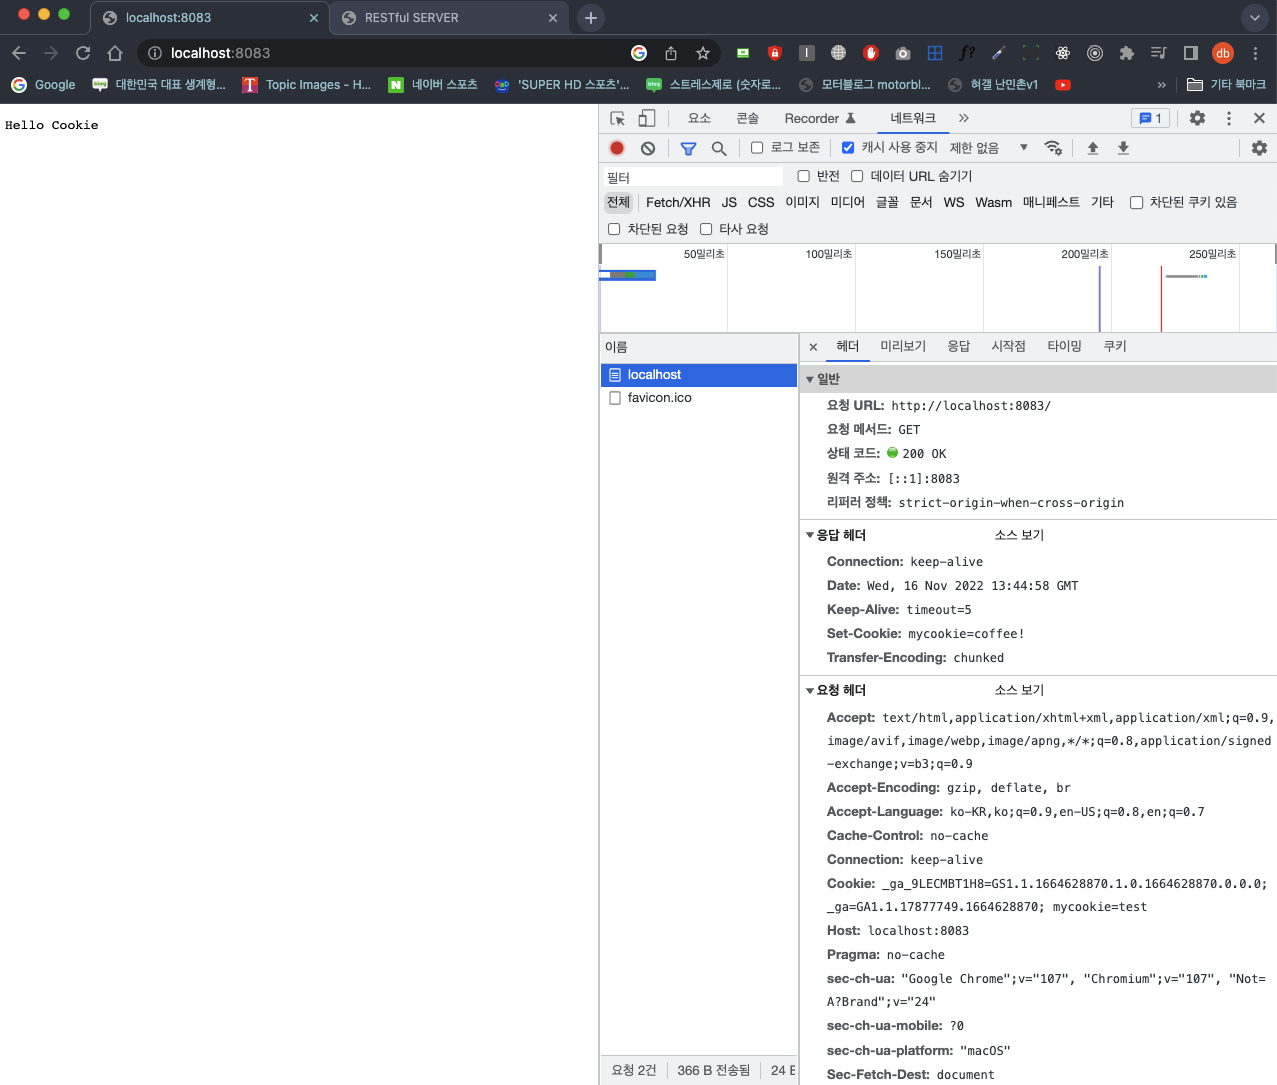 localhost:8083
RESTful SERVER
localhost:8083
db
Google
대한민국 대표 생계형...
Topic Images - H...
네이버 스포츠
'SUPER HD 스포츠'...
스트레스제로 (숫자로...
모터블로그 motorbl...
혀갤 난민촌v1
»
기타 북마크
Hello Cookie
요소
콘솔
Recorder
네트워크
1
로그 보존
캐시 사용 중지
제한 없음
필터
반전
데이터 URL 숨기기
전체
Fetch/XHR JS CSS 이미지 미디어 글꼴 문서 WS Wasm 매니페스트 기타
차단된 쿠키 있음
차단된 요청
타사 요청
50밀리초
100밀리초
150밀리초
200밀리초
250밀리초
이름
localhost
favicon.ico
헤더 미리보기 응답 시작점 타이밍 쿠키
일반
요청 URL: http://localhost:8083/
요청 메서드: GET
상태 코드: 200 OK
원격 주소: [::1]:8083
리퍼러 정책: strict-origin-when-cross-origin
응답 헤더
소스 보기
Connection: keep-alive
Date: Wed, 16 Nov 2022 13:44:58 GMT
Keep-Alive: timeout=5
Set-Cookie: mycookie=coffee!
Transfer-Encoding: chunked
요청 헤더
소스 보기
Accept: text/html,application/xhtml+xml,application/xml;q=0.9,
image/avif,image/webp,image/apng,*/*;q=0.8,application/signed
-exchange;v=b3;q=0.9
Accept-Encoding: gzip, deflate, br
Accept-Language: ko-KR,ko;q=0.9,en-US;q=0.8,en;q=0.7
Cache-Control: no-cache
Connection: keep-alive
Cookie: _ga_9LECMBT1H8=GS1.1.1664628870.1.0.1664628870.0.0.0;
_ga=GA1.1.17877749.1664628870; mycookie=test
Host: localhost:8083
Pragma: no-cache
sec-ch-ua: "Google Chrome";v="107", "Chromium";v="107", "Not=
A?Brand";v="24"
sec-ch-ua-mobile: ?0
sec-ch-ua-platform: "macOS"
Sec-Fetch-Dest: document
요청 2건
366 B 전송됨
24 E